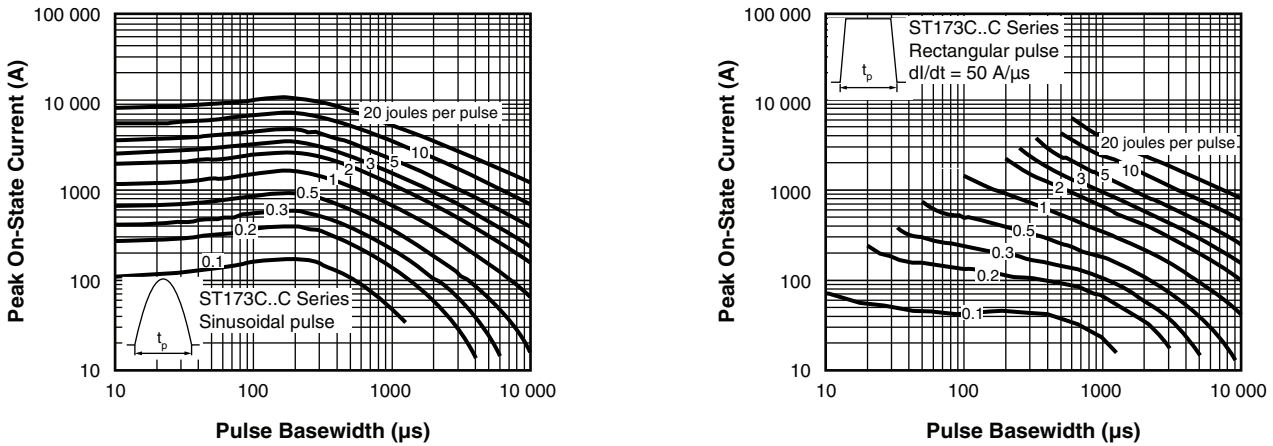 Peak On-State Current (A)
100 000
10 000
1000
100
10
20 joules per pulse
10
5
3
2
1
0.5
0.3
0.2
0.1
ST173C..C Series
Sinusoidal pulse
tp
10
100
1000
10 000
Pulse Basewidth (µs)
Peak On-State Current (A)
100 000
10 000
1000
100
10
ST173C..C Series
Rectangular pulse
dI/dt = 50 A/µs
tp
20 joules per pulse
10
5
3
2
1
0.5
0.3
0.2
0.1
10
100
1000
10 000
Pulse Basewidth (µs)